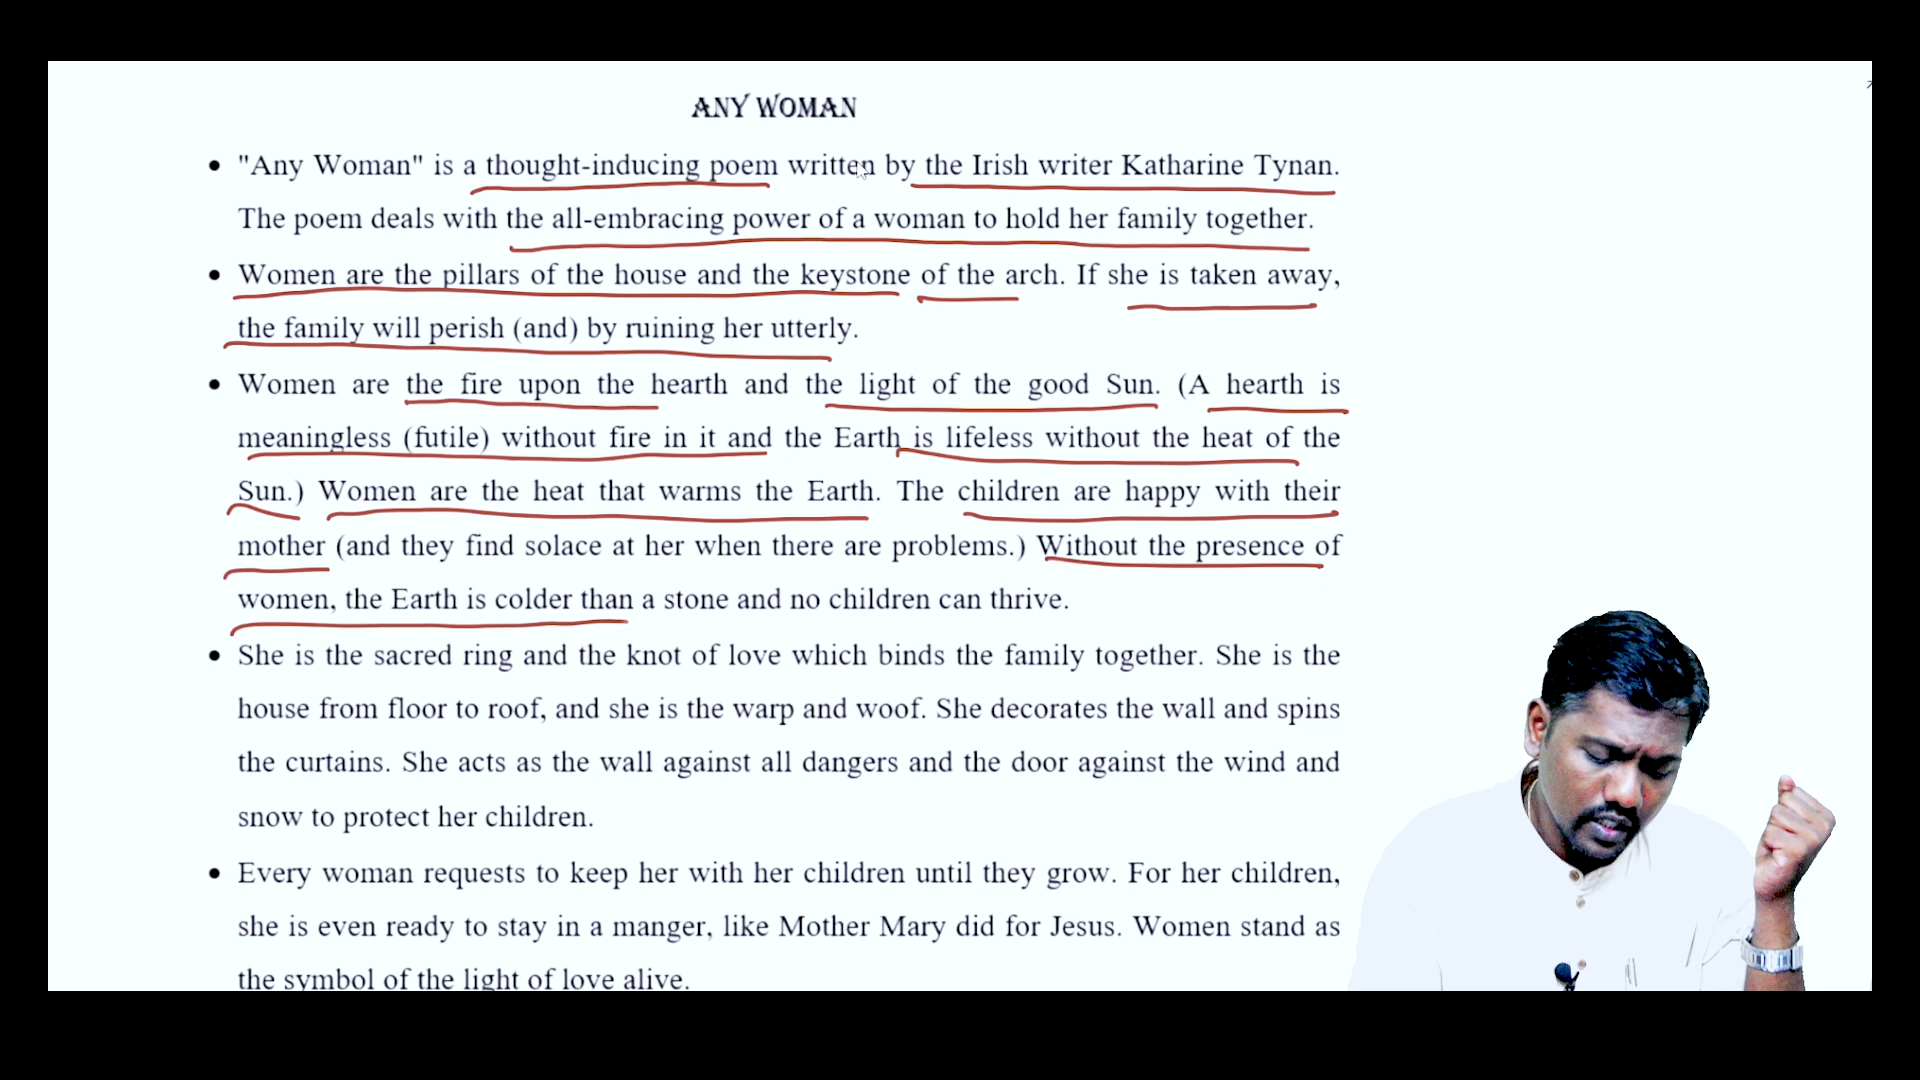 ANY WOMAN
• "Any Woman" is a thought-inducing poem written by the Irish writer Katharine Tynan.
The poem deals with the all-embracing power of a woman to hold her family together.
• Women are the pillars of the house and the keystone of the arch. If she is taken away,
the family will perish (and) by ruining her utterly.
• Women are the fire upon the hearth and the light of the good Sun. (A hearth is
meaningless (futile) without fire in it and the Earth is lifeless without the heat of the
Sun.) Women are the heat that warms the Earth. The children are happy with their
mother (and they find solace at her when there are problems.) Without the presence of
women, the Earth is colder than a stone and no children can thrive.
• She is the sacred ring and the knot of love which binds the family together. She is the
house from floor to roof, and she is the warp and woof. She decorates the wall and spins
the curtains. She acts as the wall against all dangers and the door against the wind and
snow to protect her children.
• Every woman requests to keep her with her children until they grow. For her children,
she is even ready to stay in a manger, like Mother Mary did for Jesus. Women stand as
the symbol of the light of love alive.